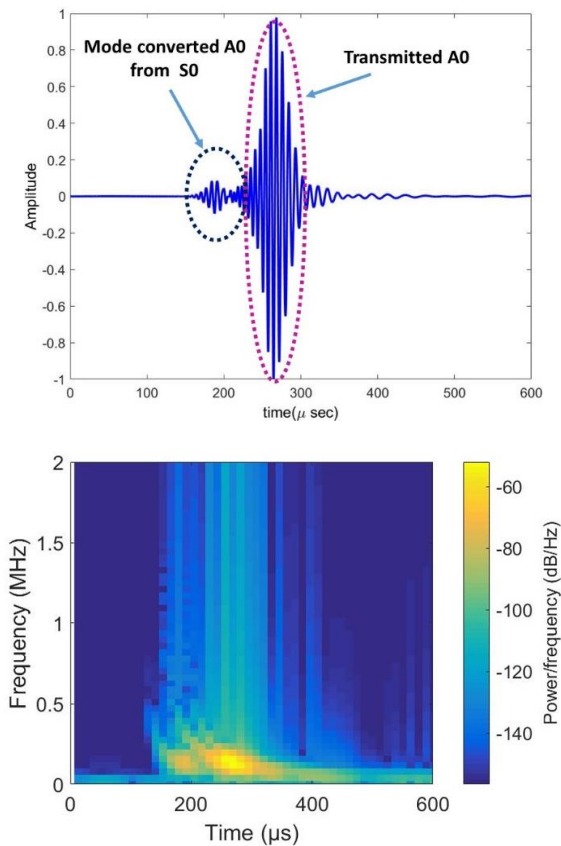 1
Mode converted A0
from S0
Transmitted A0
0.8
0.6
0.4
0.2
0
-0.2
-0.4
-0.6
-0.8
-1
Amplitude
0 100 200 300 400 500 600
time(μ sec)
2
1.5
1
0.5
0
Frequency (MHz)
0 200 400 600
Time (μs)
-60
-80
-100
-120
-140
Power/frequency (dB/Hz)